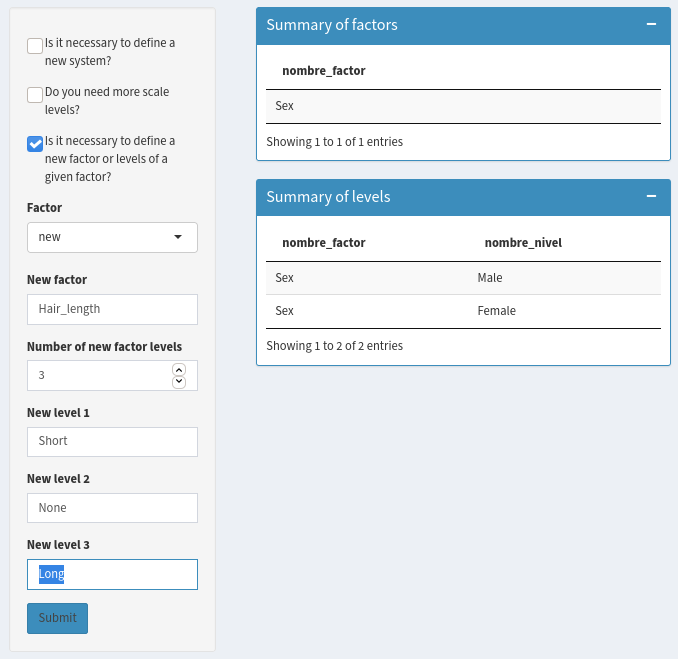 Is it necessary to define a
new system?
Do you need more scale
levels?
Is it necessary to define a
new factor or levels of a
given factor?
Factor
new
New factor
Hair_length
Number of new factor levels
3
New level 1
Short
New level 2
None
New level 3
Long
Submit
Summary of factors
nombre_factor
Sex
Showing 1 to 1 of 1 entries
Summary of levels
nombre_factor nombre_nivel
Sex Male
Sex Female
Showing 1 to 2 of 2 entries